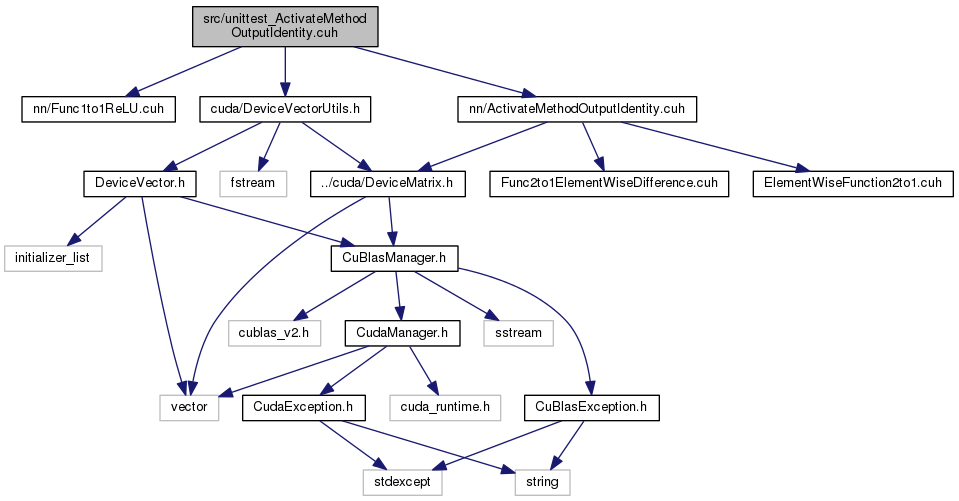 src/unittest_ActivateMethod
OutputIdentity.cuh
nn/Func1to1ReLU.cuh
cuda/DeviceVectorUtils.h
nn/ActivateMethodOutputIdentity.cuh
DeviceVector.h
fstream
../cuda/DeviceMatrix.h
Func2to1ElementWiseDifference.cuh
ElementWiseFunction2to1.cuh
initializer_list
CuBlasManager.h
cublas_v2.h
CudaManager.h
sstream
vector
CudaException.h
cuda_runtime.h
CuBlasException.h
stdexcept
string